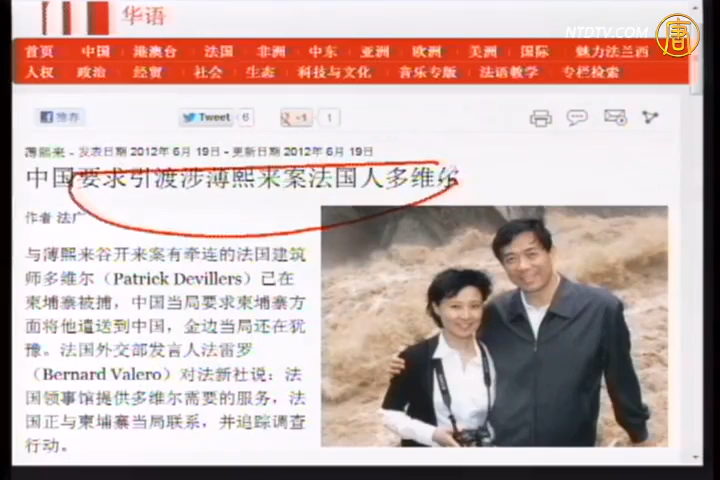 华语
NTDTV.COM
唐
首页 中国 港澳台 法国 非洲 中东 亚洲 欧洲 美洲 国际 魅力法兰西
人权 政治 经贸 社会 生态 科技与文化 音乐专版 法语教学 专栏检索
推荐 Tweet 6 +1 1
薄熙来 - 发表日期 2012年 6月 19日 - 更新日期 2012年 6月 19日
中国要求引渡涉薄熙来案法国人多维尔
作者 法广
与薄熙来谷开来案有牵连的法国建筑
师多维尔（Patrick Devillers）已在
柬埔寨被捕，中国当局要求柬埔寨方
面将他遣送到中国，金边当局还在犹
豫。法国外交部发言人法雷罗
（Bernard Valero）对法新社说：法
国领事馆提供多维尔需要的服务，法
国正与柬埔寨当局联系，并追踪调查
行动。